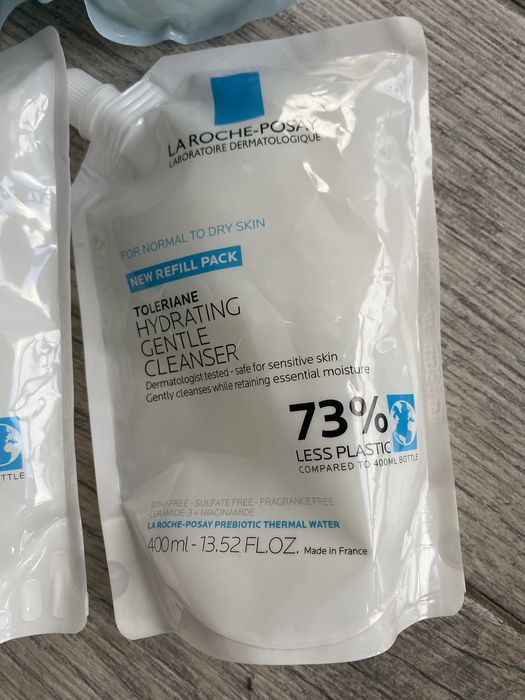 LA ROCHE-POSAY
LABORATOIRE DERMATOLOGIQUE
FOR NORMAL TO DRY SKIN
NEW REFILL PACK
TOLERIANE
HYDRATING
GENTLE
CLEANSER
Dermatologist tested - safe for sensitive skin
Gently cleanses while retaining essential moisture
73%
LESS PLASTIC
COMPARED TO 400ML BOTTLE
SOAP FREE - SULFATE FREE - FRAGRANCE FREE
CERAMIDE-3 + NIACINAMIDE
LA ROCHE-POSAY PREBIOTIC THERMAL WATER
400 ml - 13.52 FL.OZ. Made in France
TTLE